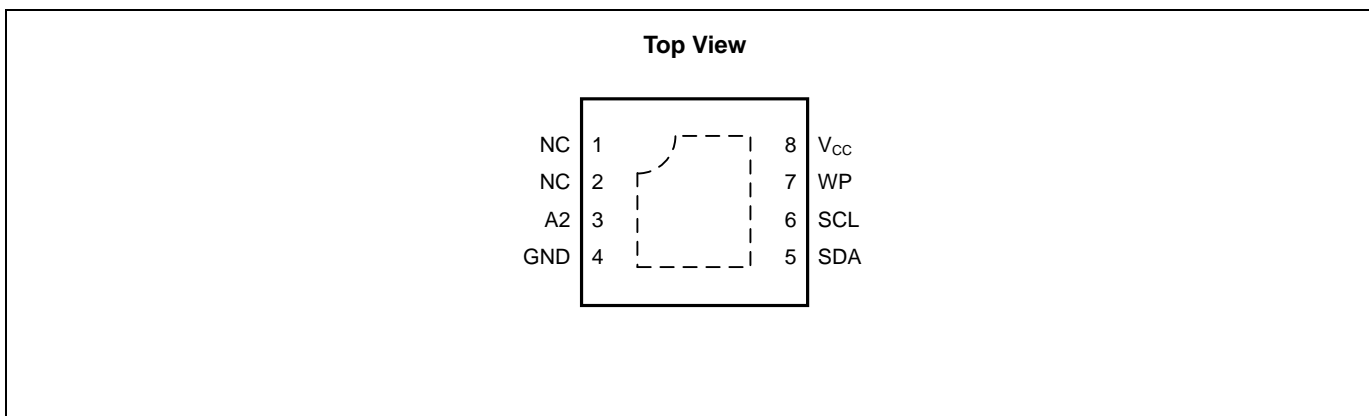 Top View
NC 1 8 VCC
NC 2 7 WP
A2 3 6 SCL
GND 4 5 SDA